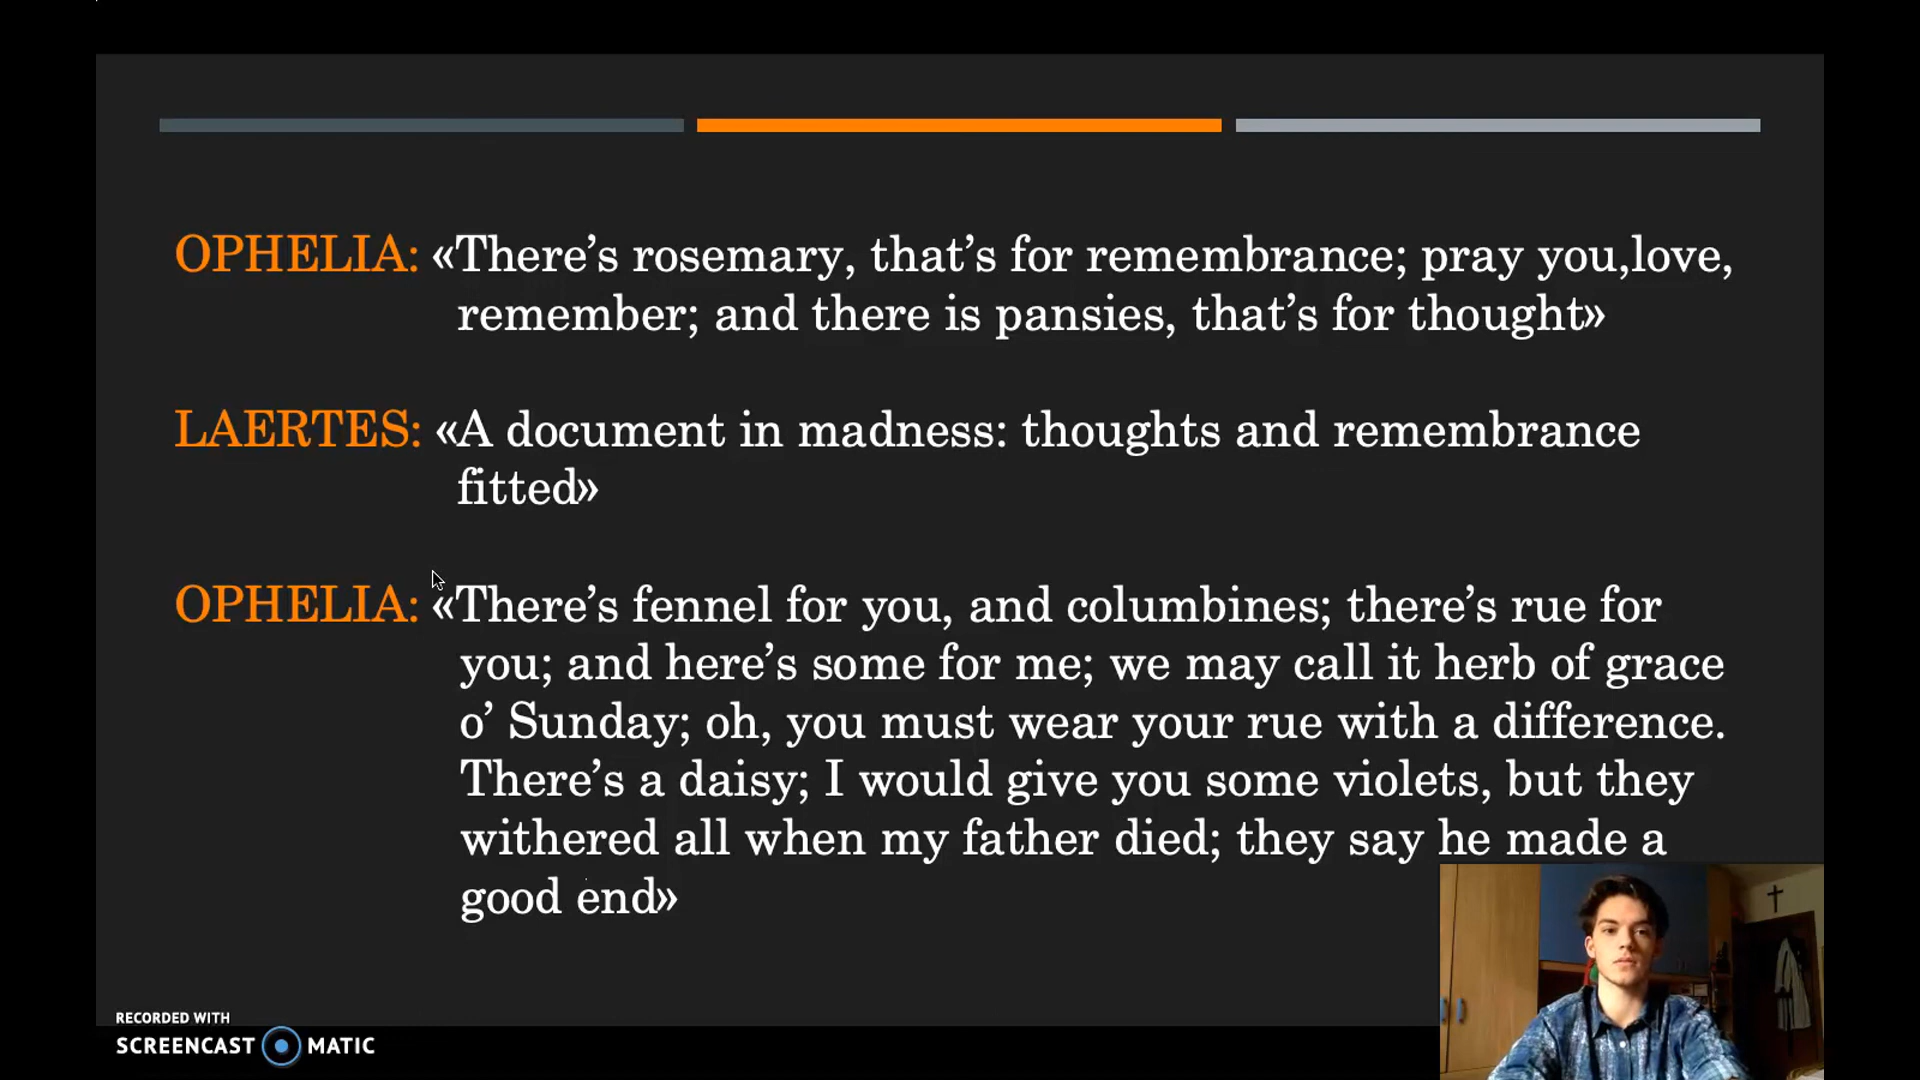 OPHELIA: «There’s rosemary, that’s for remembrance; pray you,love,
remember; and there is pansies, that’s for thought»
LAERTES: «A document in madness: thoughts and remembrance
fitted»
OPHELIA: «There’s fennel for you, and columbines; there’s rue for
you; and here’s some for me; we may call it herb of grace
o’ Sunday; oh, you must wear your rue with a difference.
There’s a daisy; I would give you some violets, but they
withered all when my father died; they say he made a
good end»
RECORDED WITH
SCREENCAST MATIC